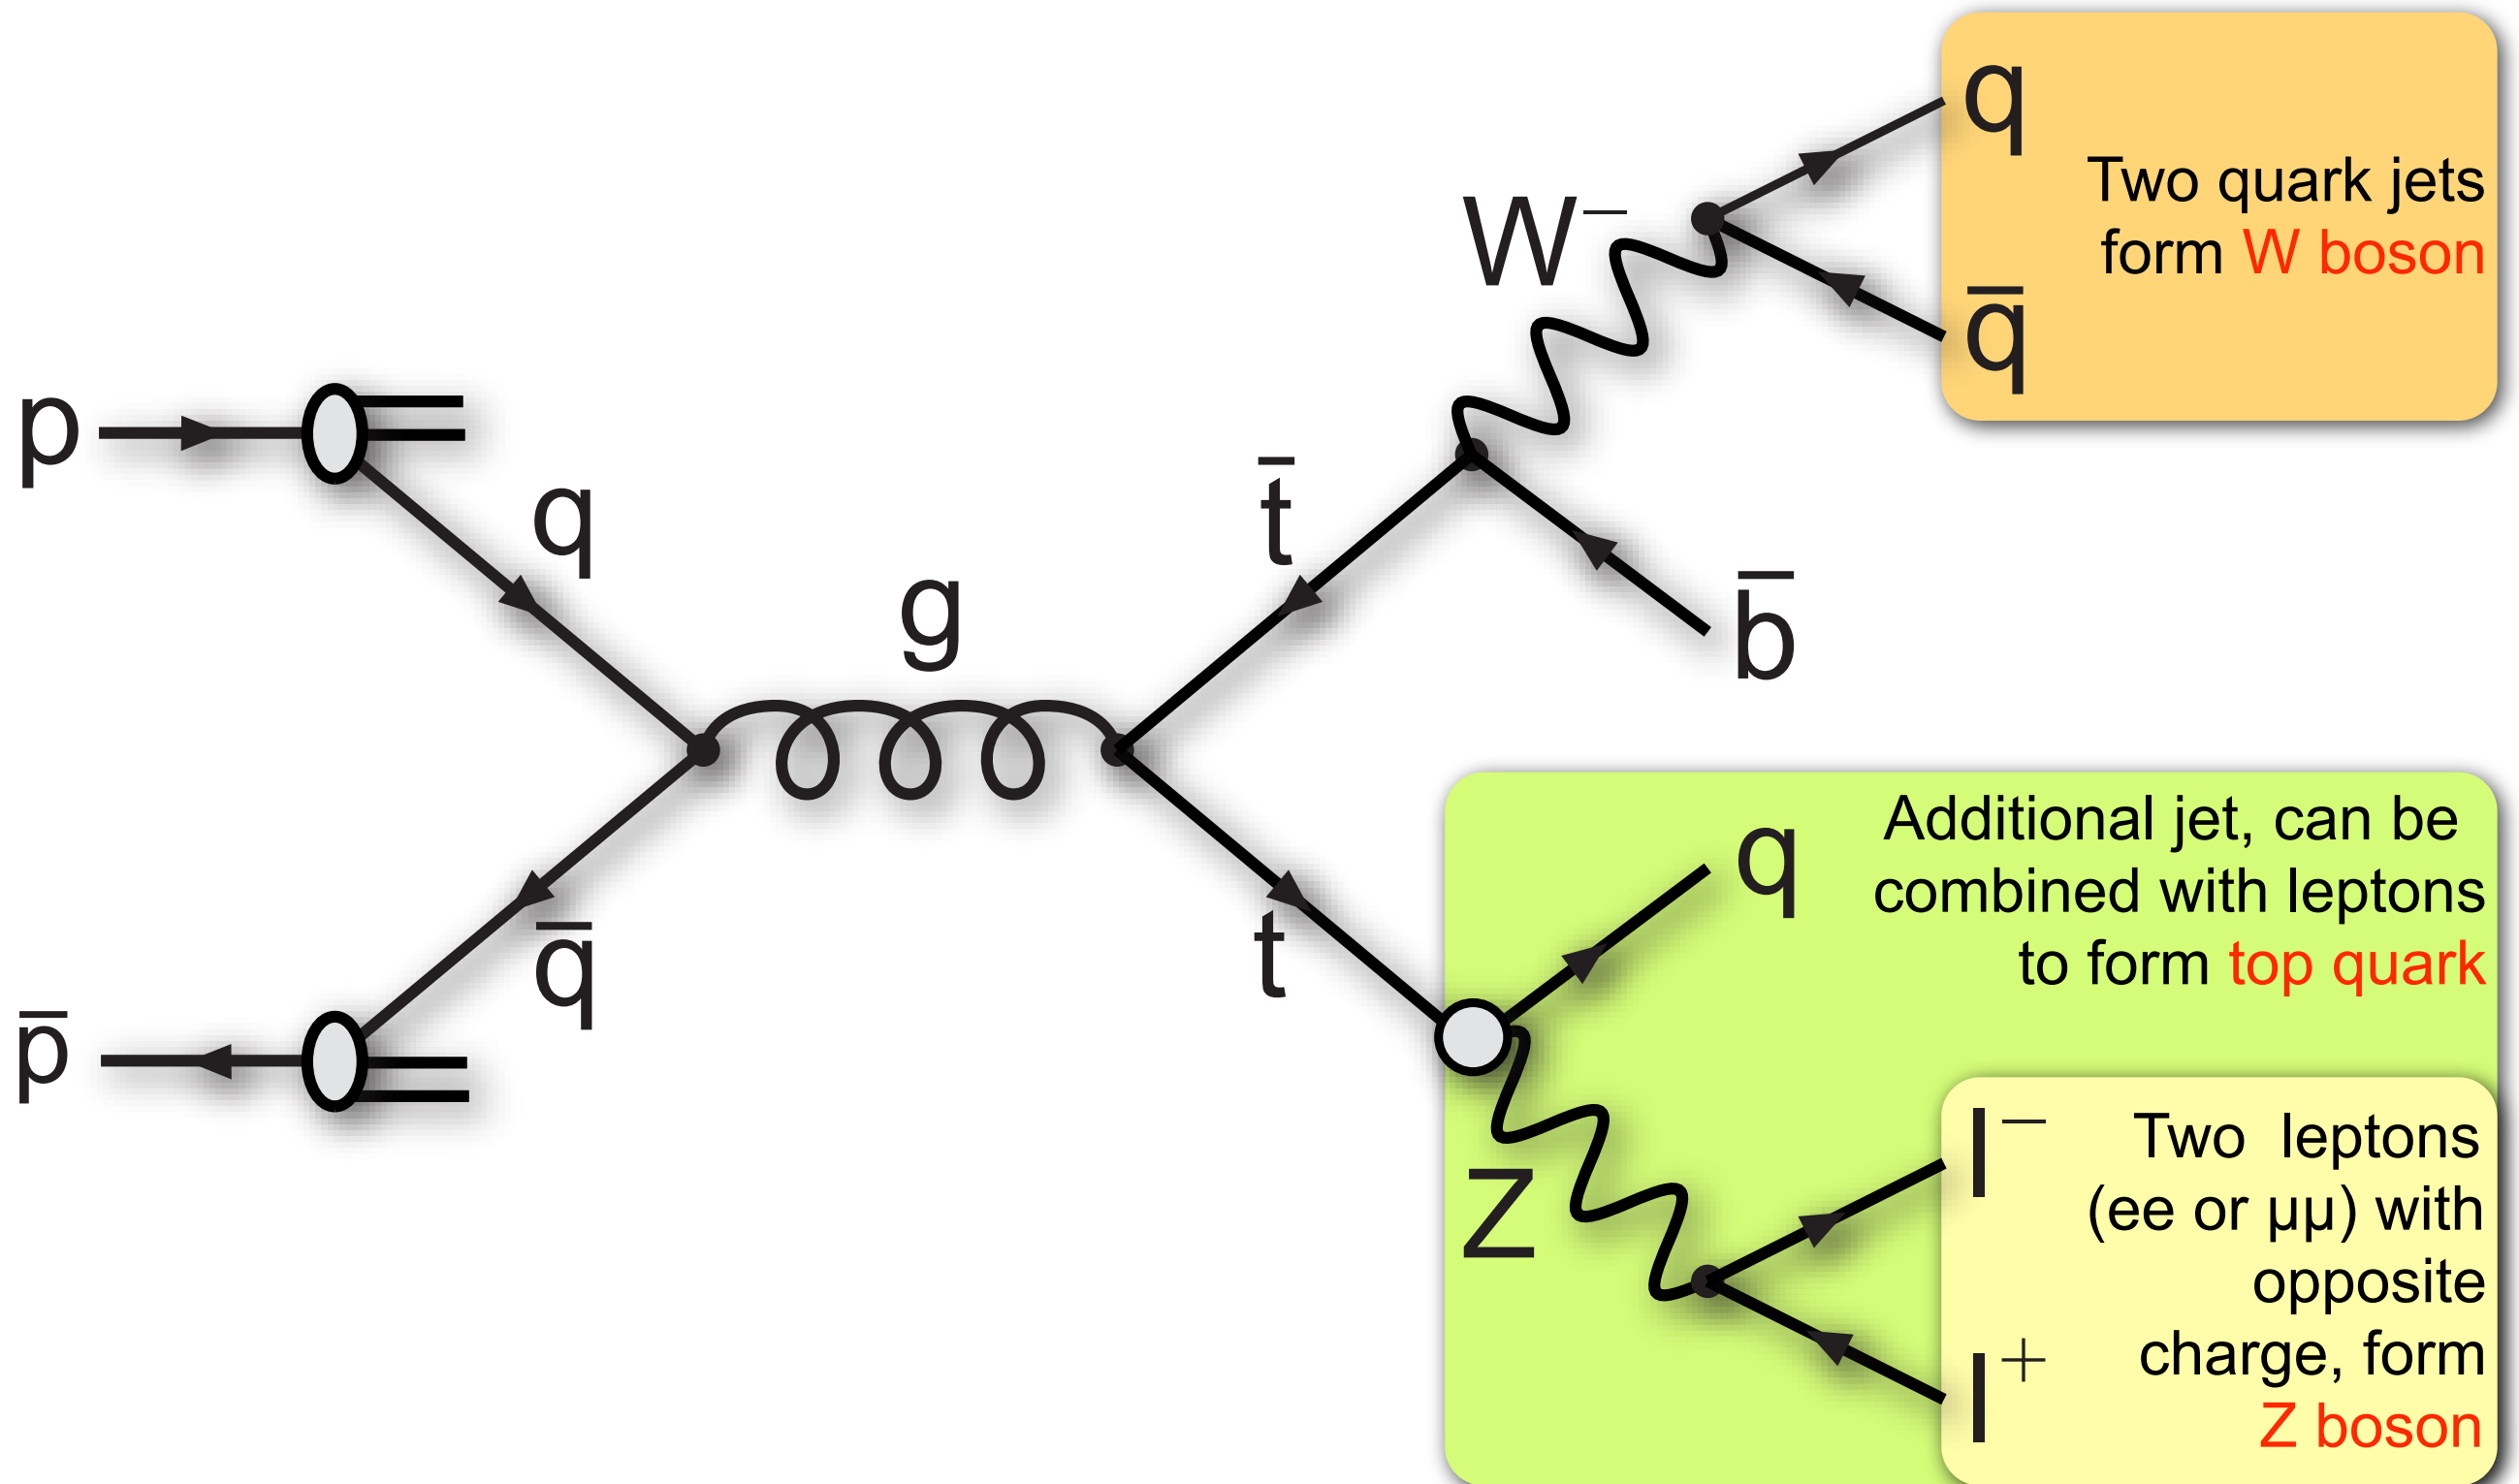 q
Two quark jets
form W boson
q̅
W⁻
p
q
t̅
b̅
g
Additional jet, can be
combined with leptons
to form top quark
q
q̅
t
p̅
Z
l⁻
Two leptons
(ee or µµ) with
opposite
charge, form
Z boson
l⁺